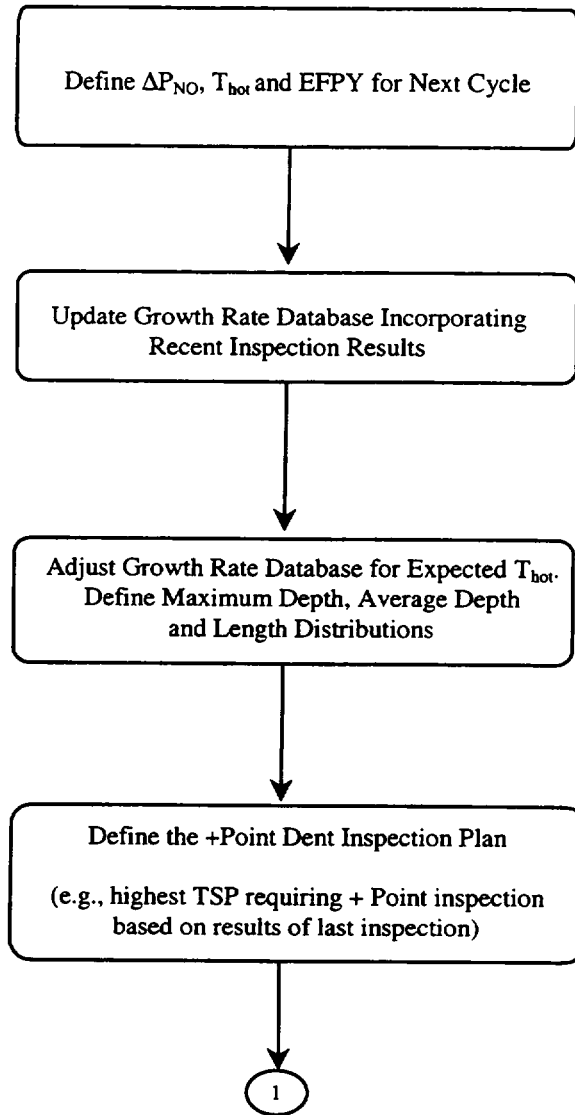 Define ΔP_NO, T_hot and EFPY for Next Cycle
Update Growth Rate Database Incorporating
Recent Inspection Results
Adjust Growth Rate Database for Expected T_hot.
Define Maximum Depth, Average Depth
and Length Distributions
Define the +Point Dent Inspection Plan
(e.g., highest TSP requiring + Point inspection
based on results of last inspection)
1